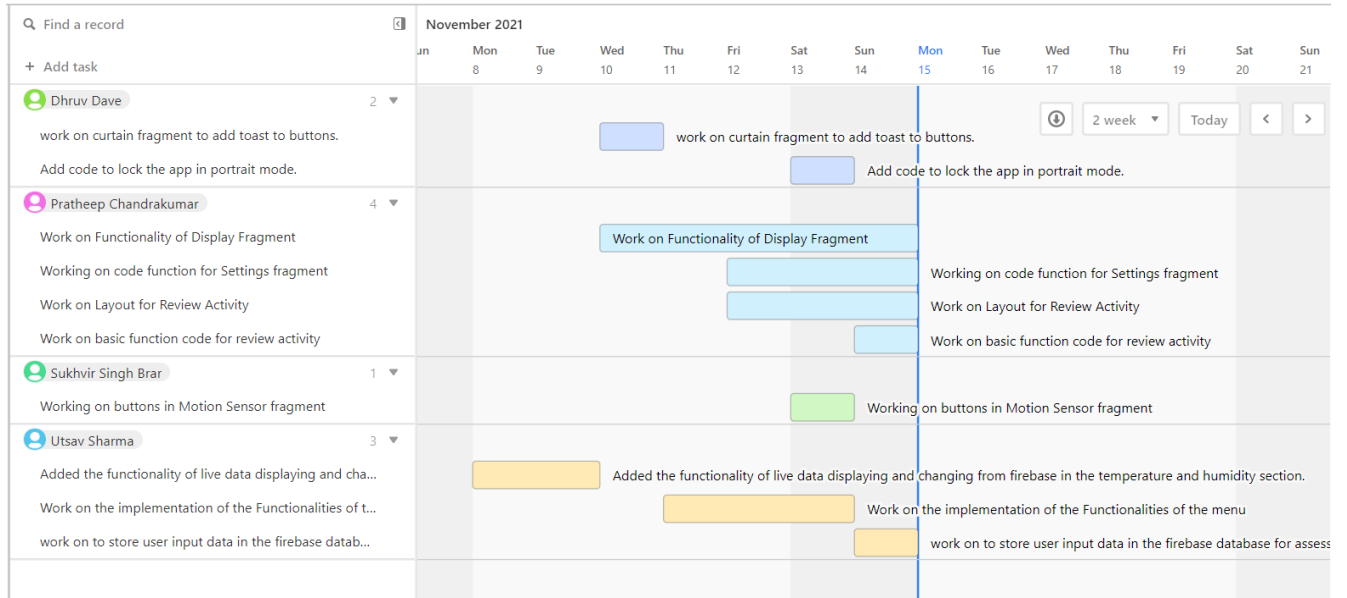 Find a record
November 2021
un Mon Tue Wed Thu Fri Sat Sun Mon Tue Wed Thu Fri Sat Sun
+ Add task
8 9 10 11 12 13 14 15 16 17 18 19 20 21
Dhruv Dave 2
2 week Today
work on curtain fragment to add toast to buttons. work on curtain fragment to add toast to buttons.
Add code to lock the app in portrait mode. Add code to lock the app in portrait mode.
Pratheep Chandrakumar 4
Work on Functionality of Display Fragment Work on Functionality of Display Fragment
Working on code function for Settings fragment Working on code function for Settings fragment
Work on Layout for Review Activity Work on Layout for Review Activity
Work on basic function code for review activity Work on basic function code for review activity
Sukhvir Singh Brar 1
Working on buttons in Motion Sensor fragment Working on buttons in Motion Sensor fragment
Utsav Sharma 3
Added the functionality of live data displaying and cha... Added the functionality of live data displaying and changing from firebase in the temperature and humidity section.
Work on the implementation of the Functionalities of t... Work on the implementation of the Functionalities of the menu
work on to store user input data in the firebase datab... work on to store user input data in the firebase database for assess